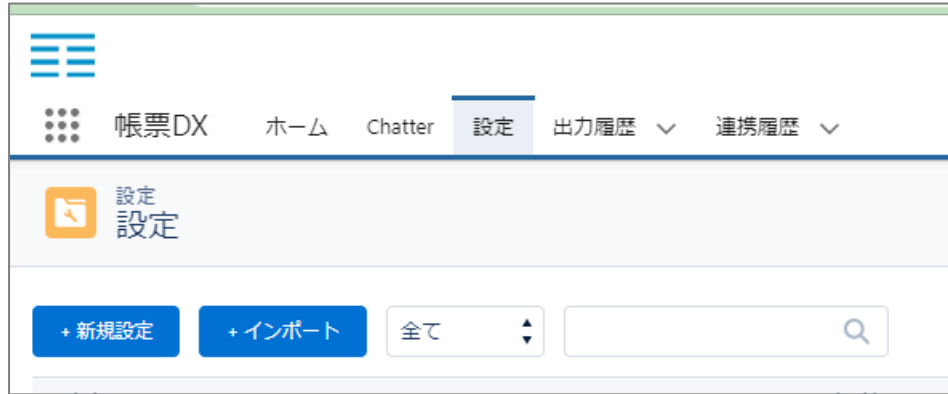 帳票DX ホーム Chatter 設定 出力履歴 連携履歴
設定
設定
+ 新規設定 + インポート 全て